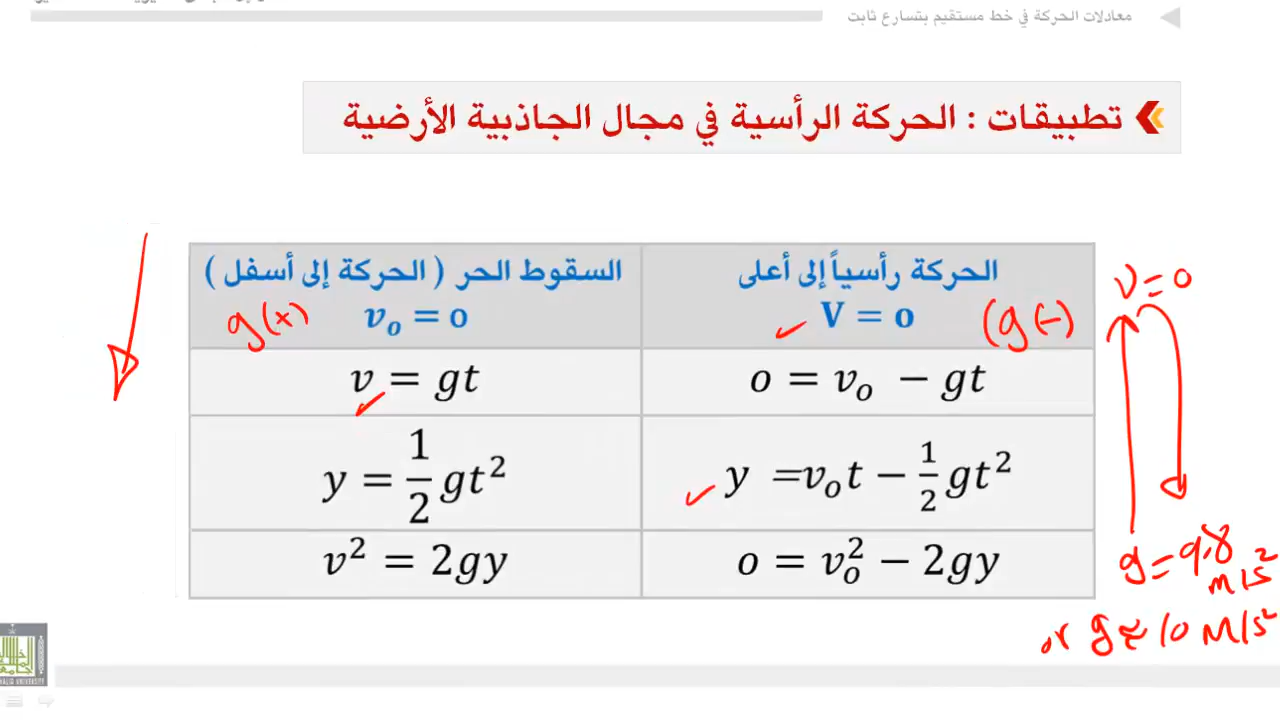 معادلات الحركة في خط مستقيم بتسارع ثابت
تطبيقات : الحركة الرأسية في مجال الجاذبية الأرضية
الحركة رأسياً إلى أعلى
V = 0
(g (-)
السقوط الحر ( الحركة إلى أسفل )
v₀ = 0
g(+)
V = 0
0 = v₀ − gt
v = gt
y = v₀t − ½gt²
y = ½gt²
0 = v₀² − 2gy
v² = 2gy
g = 9.8 m/s²
or g ≈ 10 m/s²